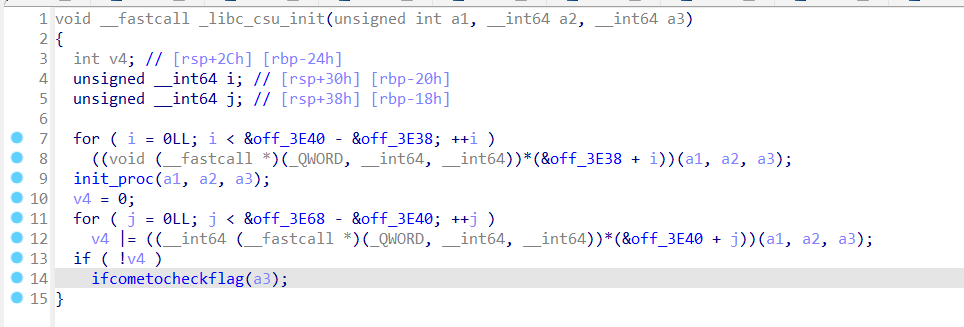 1 void __fastcall _libc_csu_init(unsigned int a1, __int64 a2, __int64 a3)
2 {
3 int v4; // [rsp+2Ch] [rbp-24h]
4 unsigned __int64 i; // [rsp+30h] [rbp-20h]
5 unsigned __int64 j; // [rsp+38h] [rbp-18h]
6
7 for ( i = 0LL; i < &off_3E40 - &off_3E38; ++i )
8 ((void (__fastcall *)(_QWORD, __int64, __int64))*(&off_3E38 + i))(a1, a2, a3);
9 init_proc(a1, a2, a3);
10 v4 = 0;
11 for ( j = 0LL; j < &off_3E68 - &off_3E40; ++j )
12 v4 |= ((__int64 (__fastcall *)(_QWORD, __int64, __int64))*(&off_3E40 + j))(a1, a2, a3);
13 if ( !v4 )
14 ifcometocheckflag(a3);
15 }